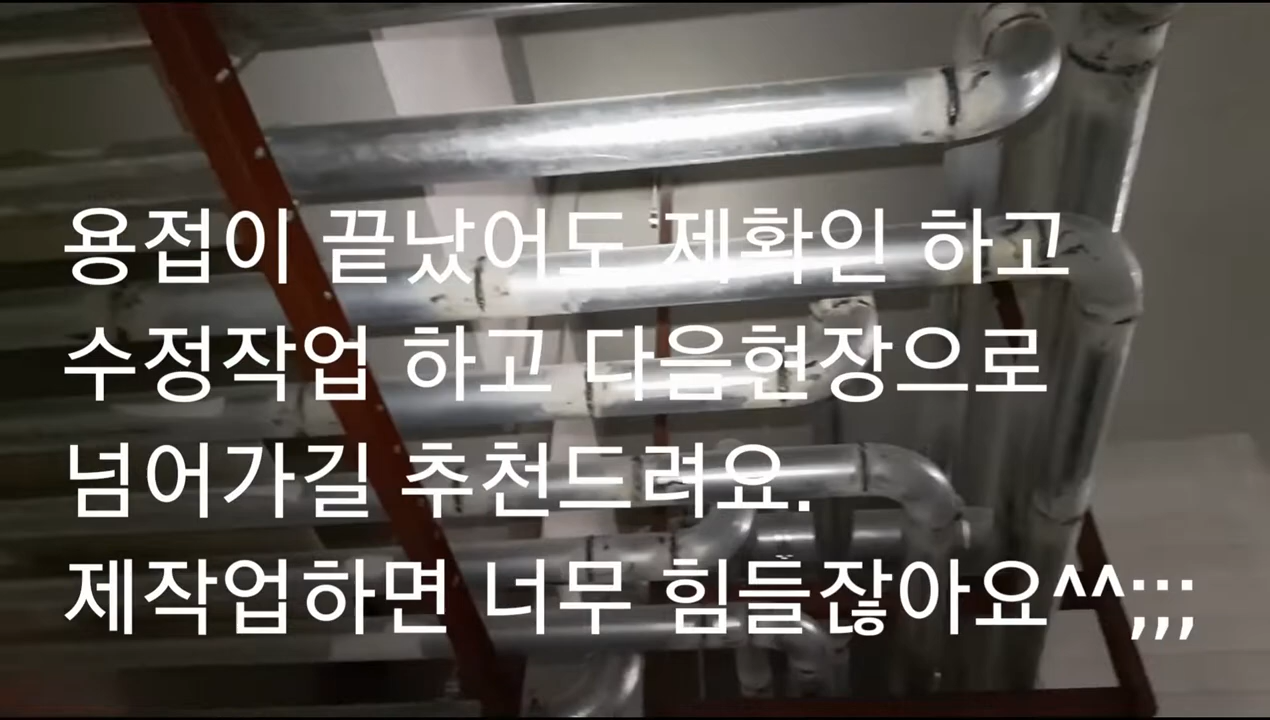 용접이 끝났어도 제확인 하고
수정작업 하고 다음현장으로
넘어가길 추천드려요.
제작업하면 너무 힘들잖아요^^;;;